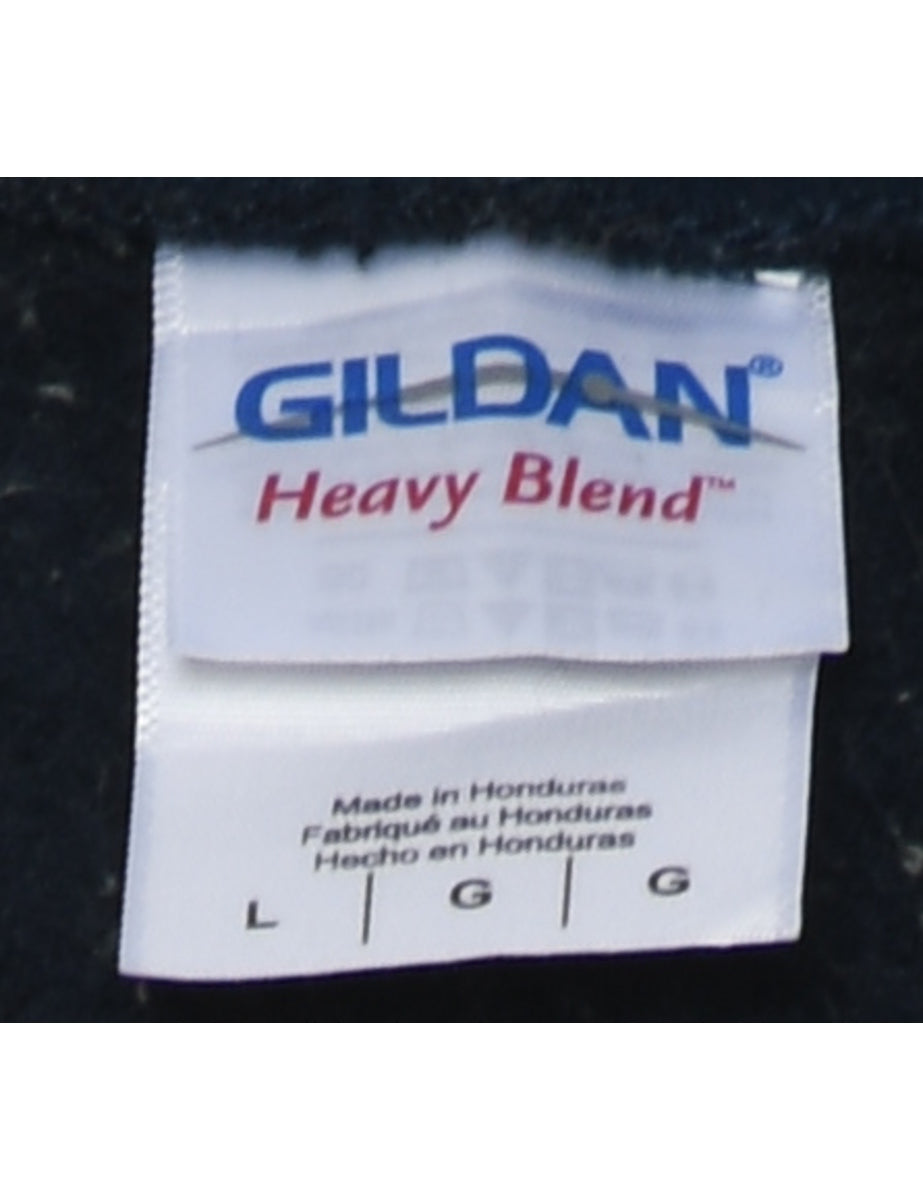 GILDAN®
Heavy Blend™
Made in Honduras
Fabriqué au Honduras
Hecho en Honduras
L | G | G